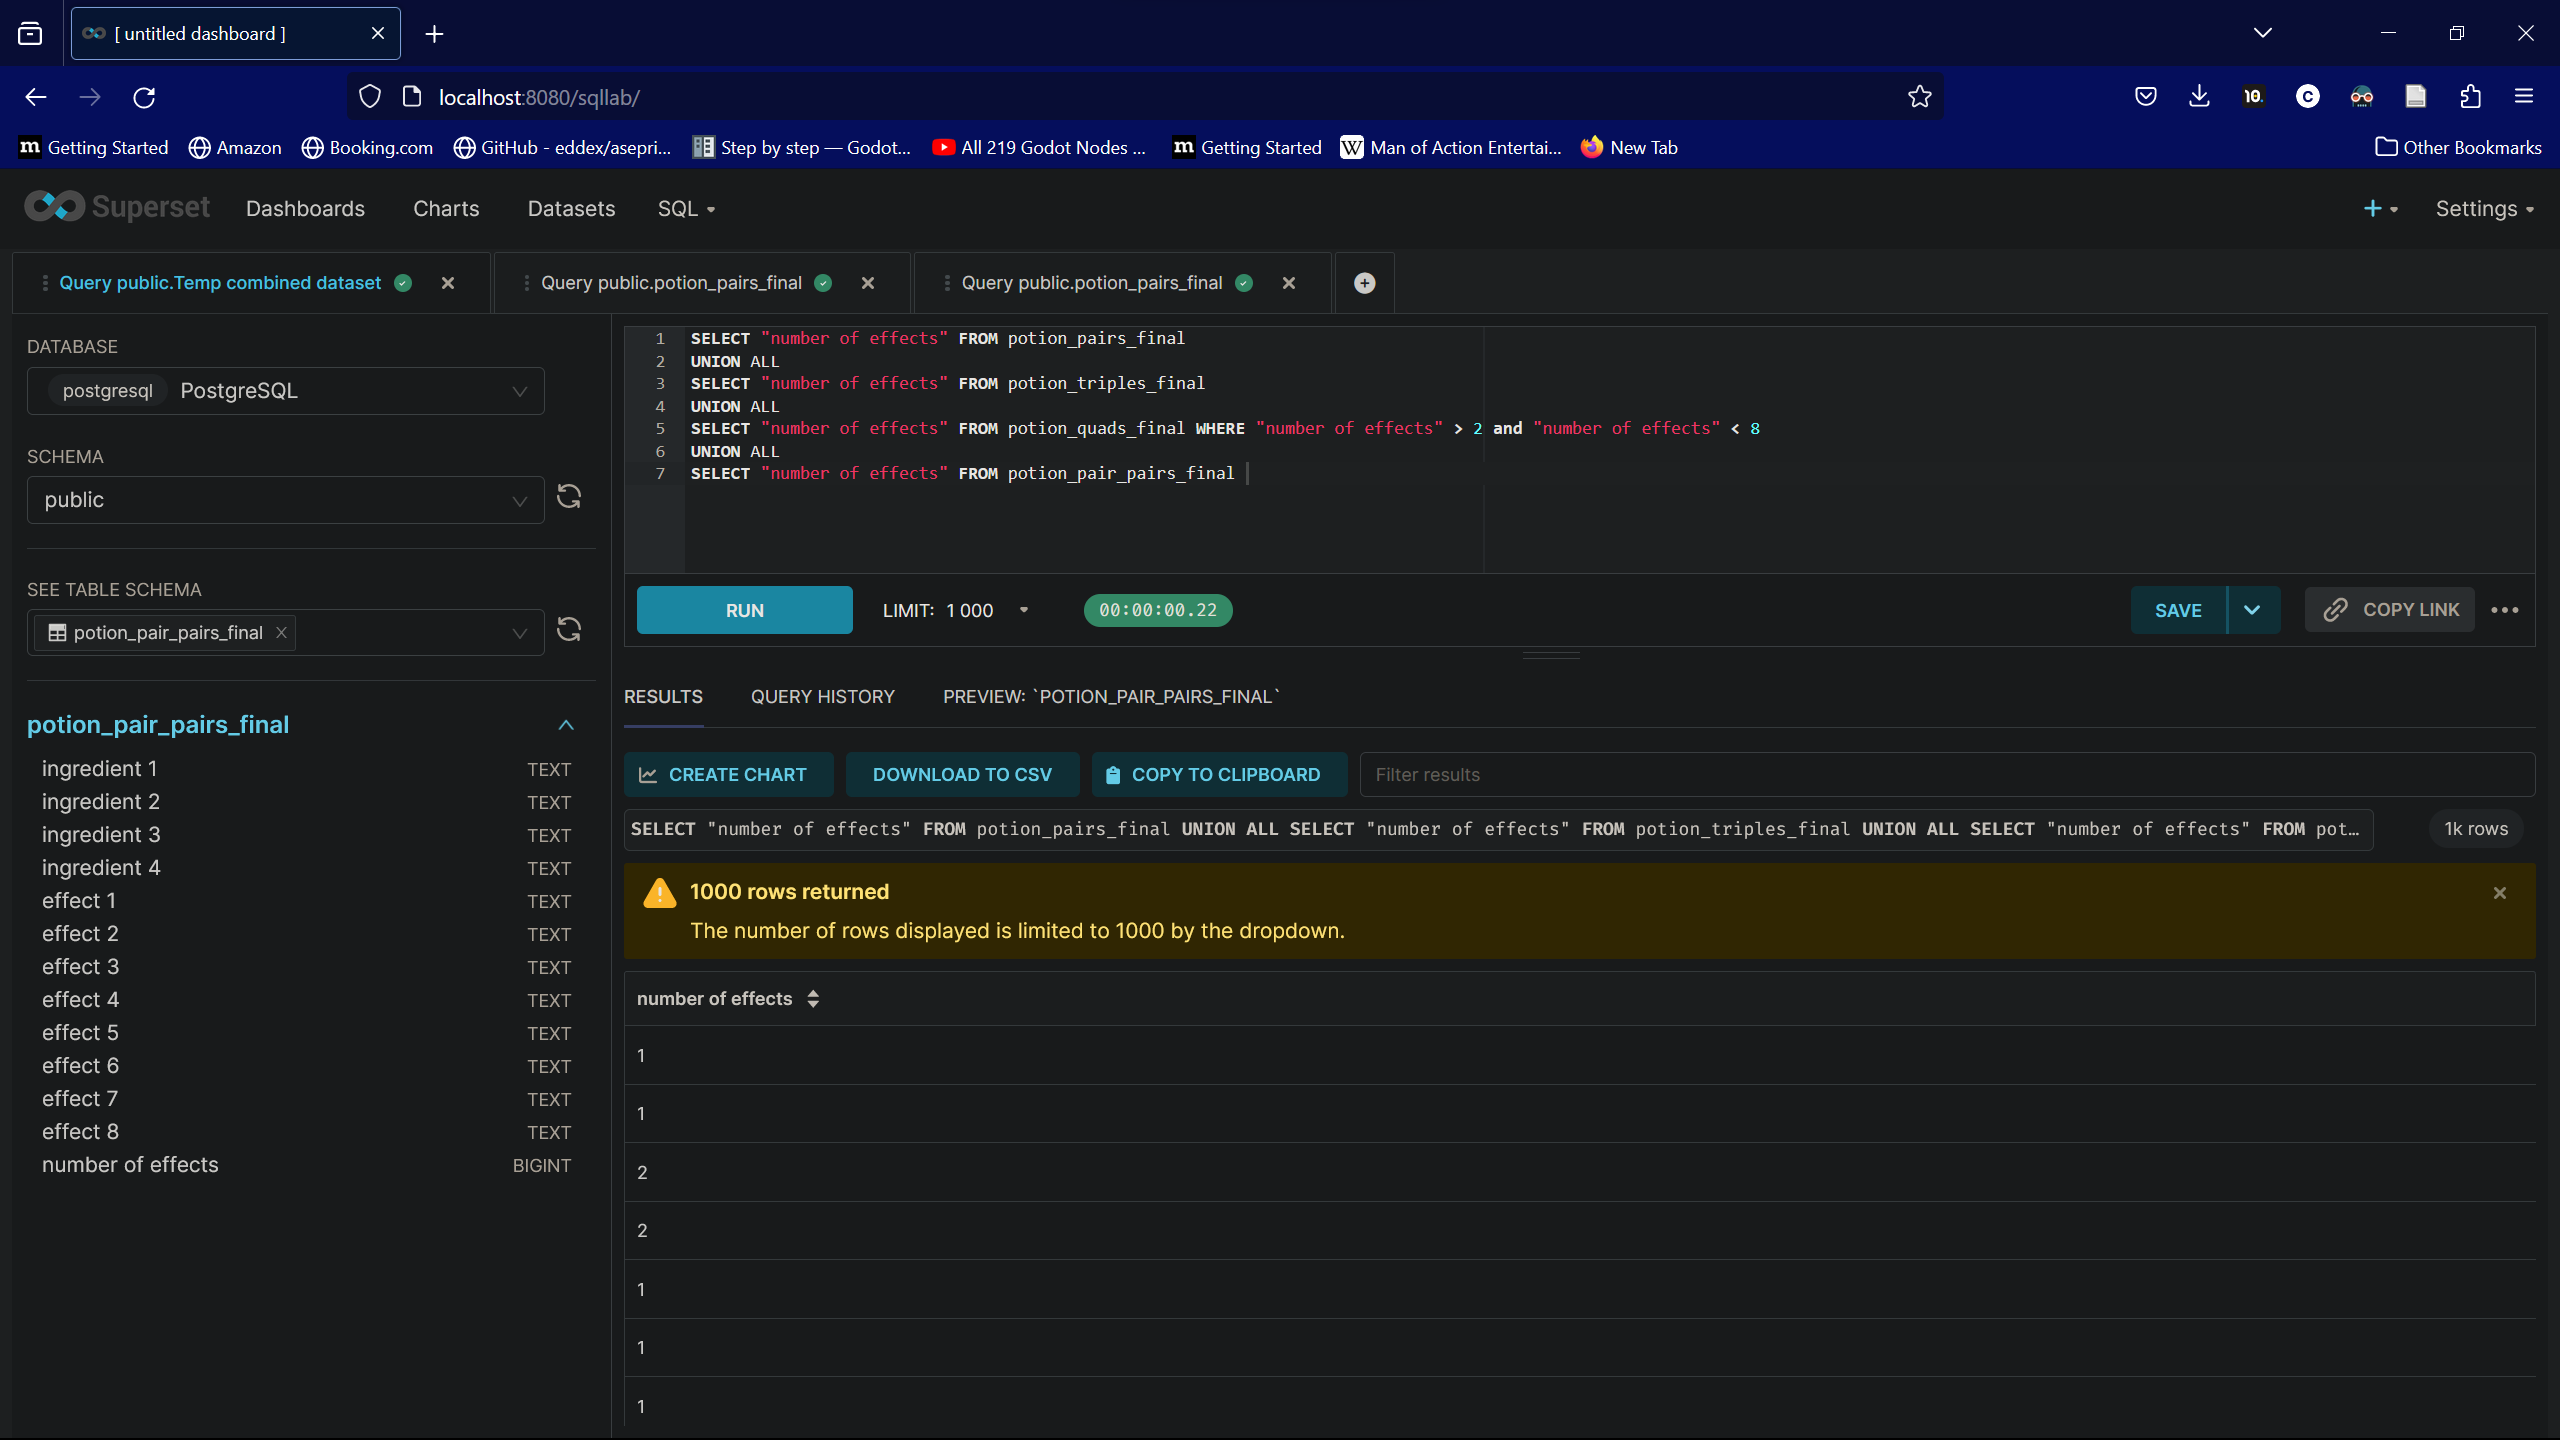 [ untitled dashboard ]
localhost:8080/sqllab/
Getting Started Amazon Booking.com GitHub - eddex/asepri... Step by step — Godot... All 219 Godot Nodes ... Getting Started Man of Action Entertai... New Tab Other Bookmarks
Superset Dashboards Charts Datasets SQL + Settings
Query public.Temp combined dataset Query public.potion_pairs_final Query public.potion_pairs_final
DATABASE
postgresql PostgreSQL
SCHEMA
public
SEE TABLE SCHEMA
potion_pair_pairs_final
potion_pair_pairs_final
ingredient 1 TEXT
ingredient 2 TEXT
ingredient 3 TEXT
ingredient 4 TEXT
effect 1 TEXT
effect 2 TEXT
effect 3 TEXT
effect 4 TEXT
effect 5 TEXT
effect 6 TEXT
effect 7 TEXT
effect 8 TEXT
number of effects BIGINT
1 SELECT "number of effects" FROM potion_pairs_final
2 UNION ALL
3 SELECT "number of effects" FROM potion_triples_final
4 UNION ALL
5 SELECT "number of effects" FROM potion_quads_final WHERE "number of effects" > 2 and "number of effects" < 8
6 UNION ALL
7 SELECT "number of effects" FROM potion_pair_pairs_final
RUN LIMIT: 1 000 00:00:00.22 SAVE COPY LINK
RESULTS QUERY HISTORY PREVIEW: `POTION_PAIR_PAIRS_FINAL`
CREATE CHART DOWNLOAD TO CSV COPY TO CLIPBOARD Filter results
SELECT "number of effects" FROM potion_pairs_final UNION ALL SELECT "number of effects" FROM potion_triples_final UNION ALL SELECT "number of effects" FROM pot... 1k rows
1000 rows returned
The number of rows displayed is limited to 1000 by the dropdown.
number of effects
1
1
2
2
1
1
1